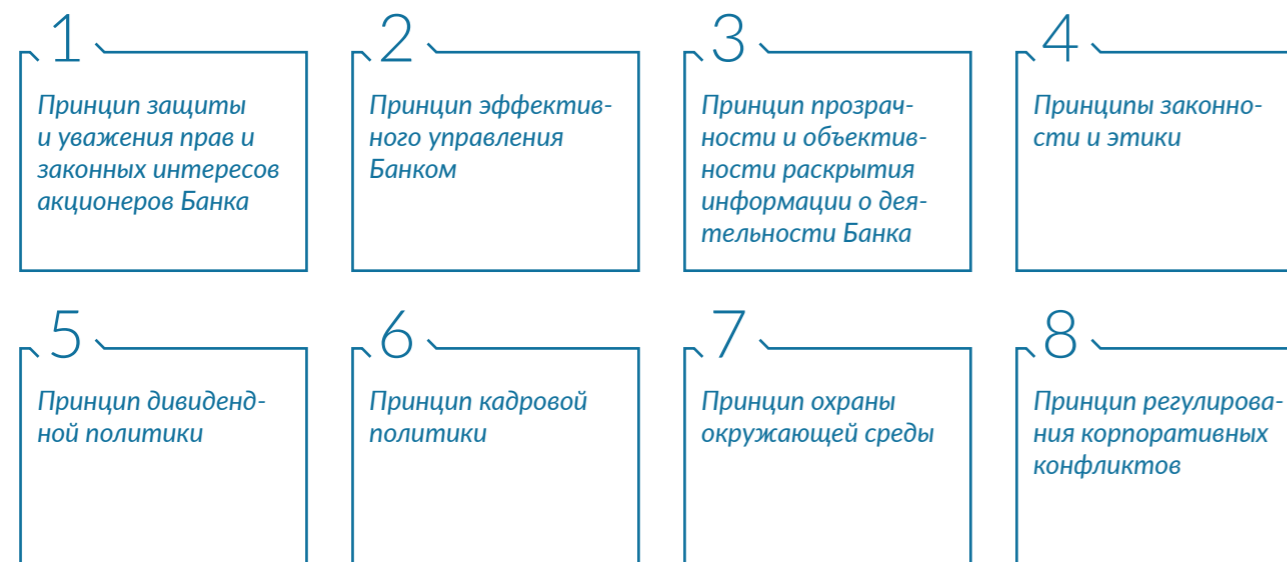 1
Принцип защиты
и уважения прав и
законных интересов
акционеров Банка
2
Принцип эффектив-
ного управления
Банком
3
Принцип прозрач-
ности и объектив-
ности раскрытия
информации о дея-
тельности Банка
4
Принципы законно-
сти и этики
5
Принцип дивиденд-
ной политики
6
Принцип кадровой
политики
7
Принцип охраны
окружающей среды
8
Принцип регулирова-
ния корпоративных
конфликтов